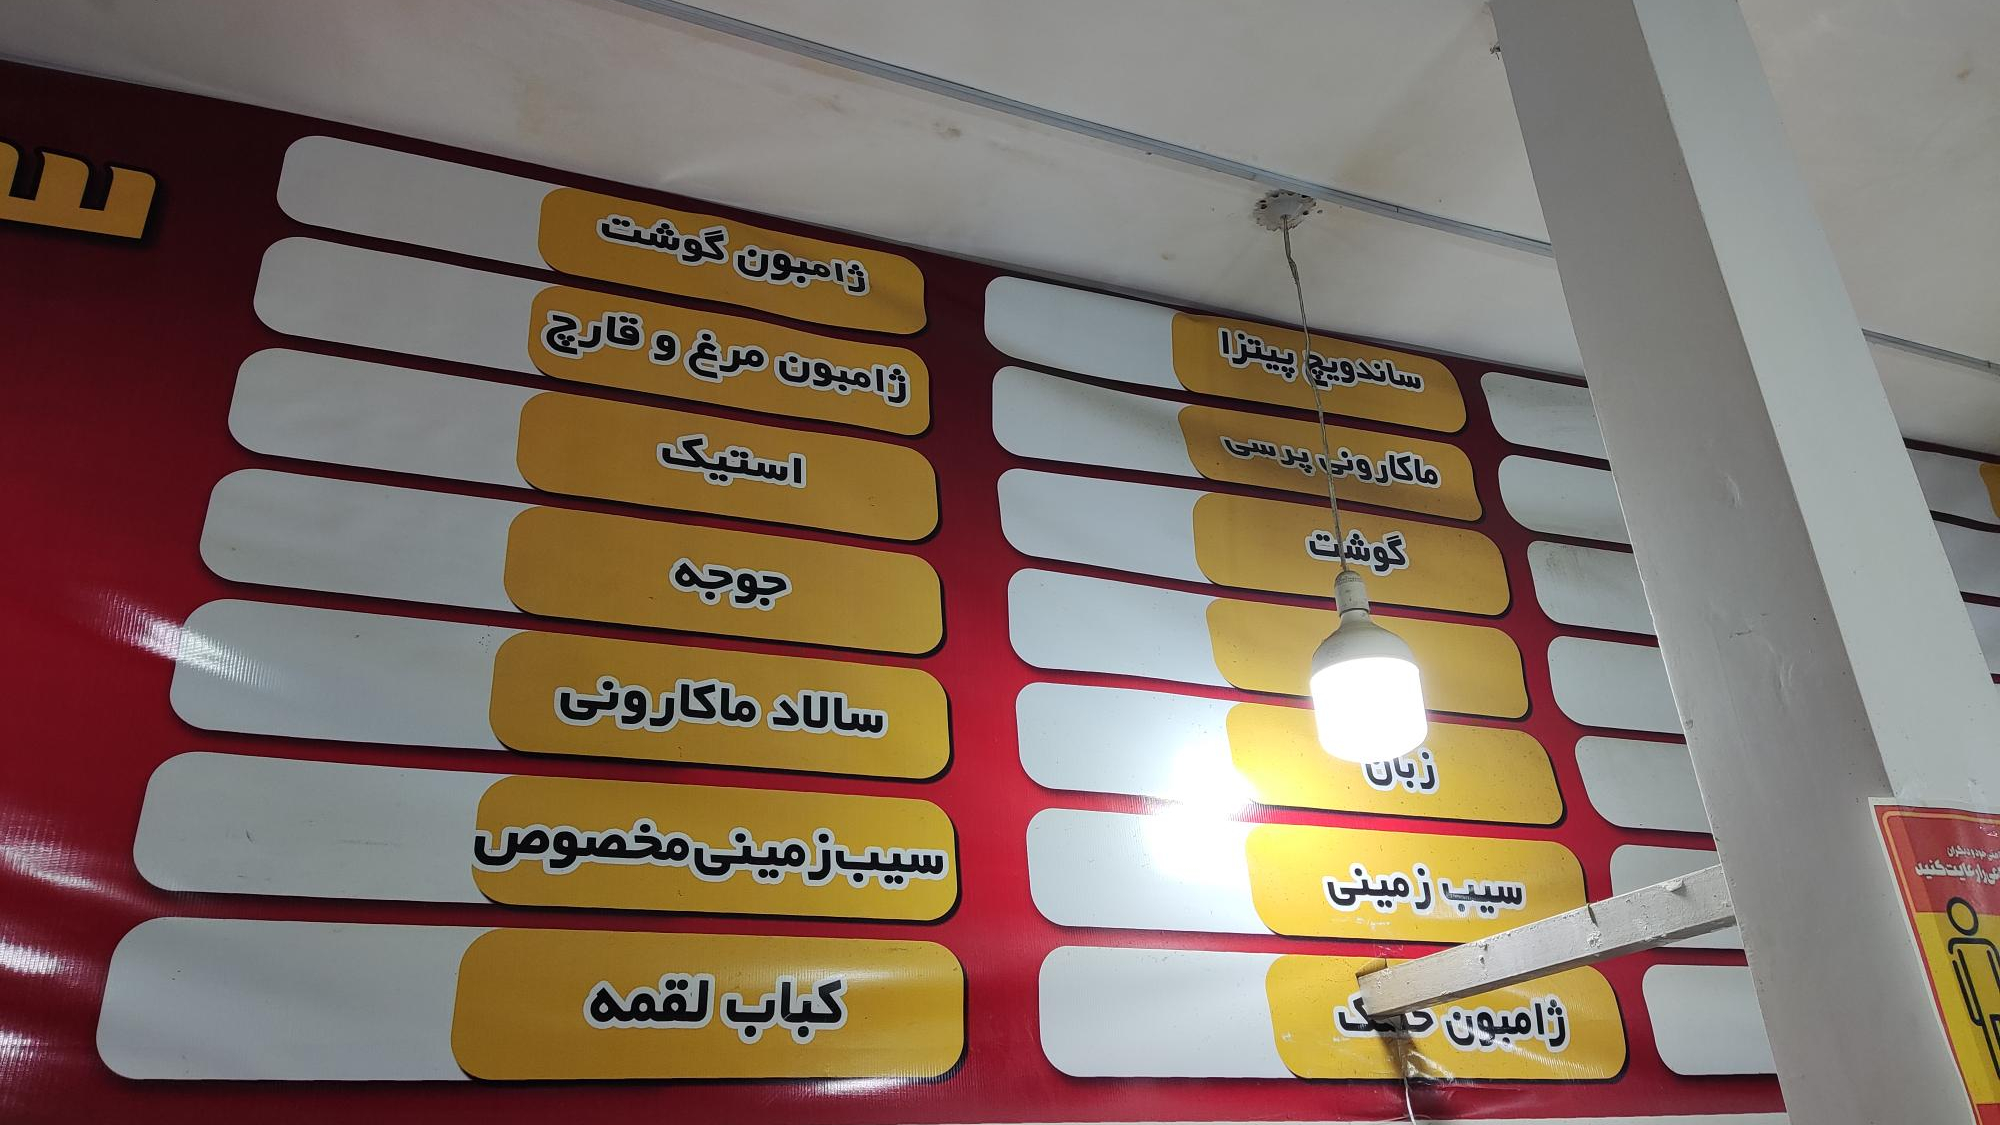 ساندویچ پیتزا
ماکارونی پرسی
گوشت
زبان
سیب زمینی
ژامبون
ژامبون گوشت
ژامبون مرغ و قارچ
استیک
جوجه
سالاد ماکارونی
سیب‌زمینی‌مخصوص
کباب لقمه